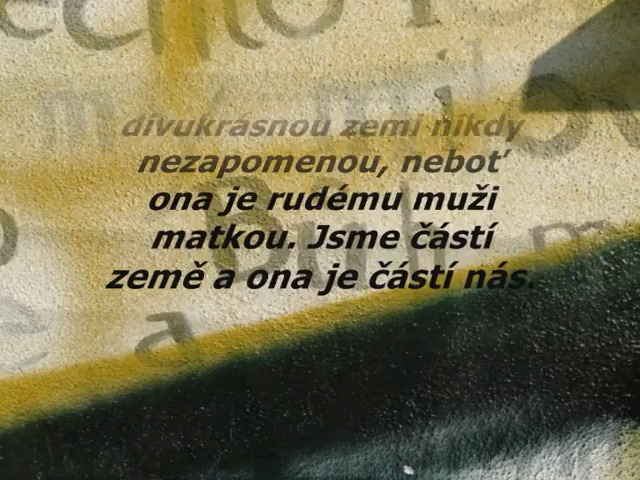 divukrásnou zemi nikdy
nezapomenou, neboť
ona je rudému muži
matkou. Jsme částí
země a ona je částí nás.